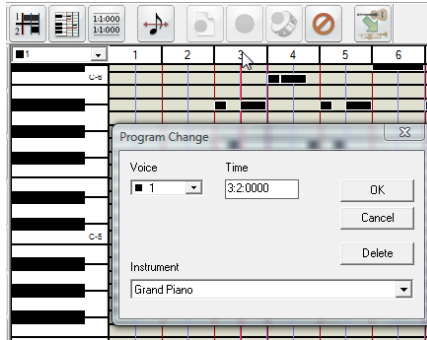 1:1:000
1:1:000
1 1 2 3 4 5 6
C-6
Program Change
Voice Time
1 3:2:0000 OK
Cancel
C-5
Delete
Instrument
Grand Piano